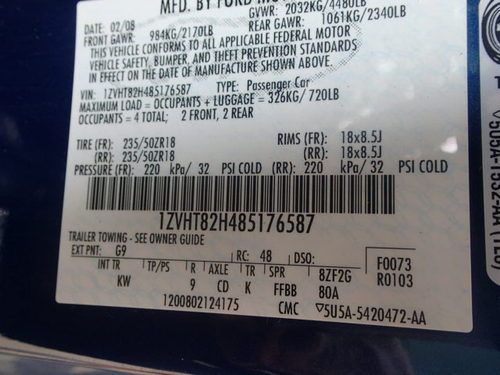 MFD. BY FORD
GVWR: 2032KG/4480LB
DATE: 02/08
FRONT GAWR: 984KG/2170LB
REAR GAWR: 1061KG/2340LB
THIS VEHICLE CONFORMS TO ALL APPLICABLE FEDERAL MOTOR
VEHICLE SAFETY, BUMPER, AND THEFT PREVENTION STANDARDS
IN EFFECT ON THE DATE OF MANUFACTURE SHOWN ABOVE.
VIN: 1ZVHT82H485176587 TYPE: Passenger Car
MAXIMUM LOAD = OCCUPANTS + LUGGAGE = 326KG/720LB
OCCUPANTS = 4 TOTAL; 2 FRONT, 2 REAR
TIRE (FR): 235/50ZR18 RIMS (FR): 18x8.5J
(RR): 235/50ZR18 (RR): 18x8.5J
PRESSURE (FR): 220 kPa/ 32 PSI COLD (RR): 220 kPa/ 32 PSI COLD
1ZVHT82H485176587
TRAILER TOWING - SEE OWNER GUIDE
EXT PNT: G9 RC: 48 DSO: F0073
R0103
INT TR TP/PS R AXLE TR SPR 8ZF2G
KW 9 CD K FFBB 80A
1200802124175 CMC ▽5U5A-5420472-AA